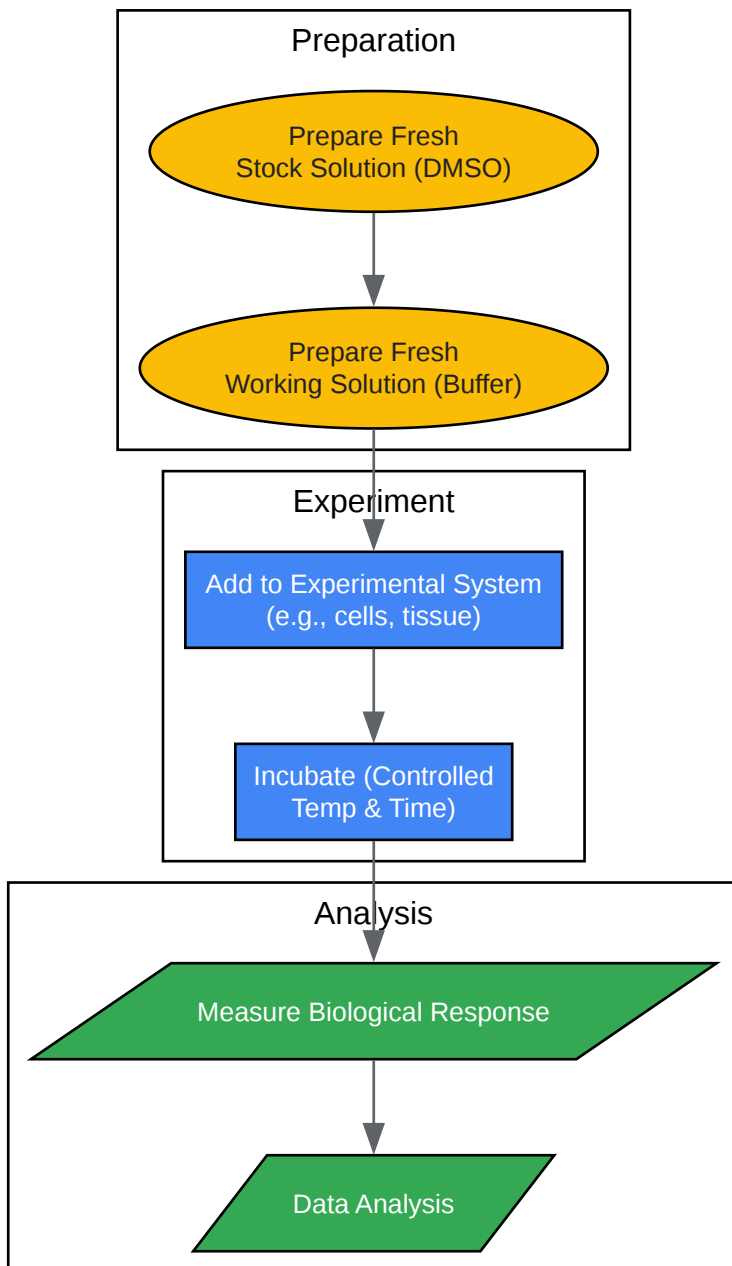 Preparation
Prepare Fresh
Stock Solution (DMSO)
Prepare Fresh
Working Solution (Buffer)
Experiment
Add to Experimental System
(e.g., cells, tissue)
Incubate (Controlled
Temp & Time)
Analysis
Measure Biological Response
Data Analysis